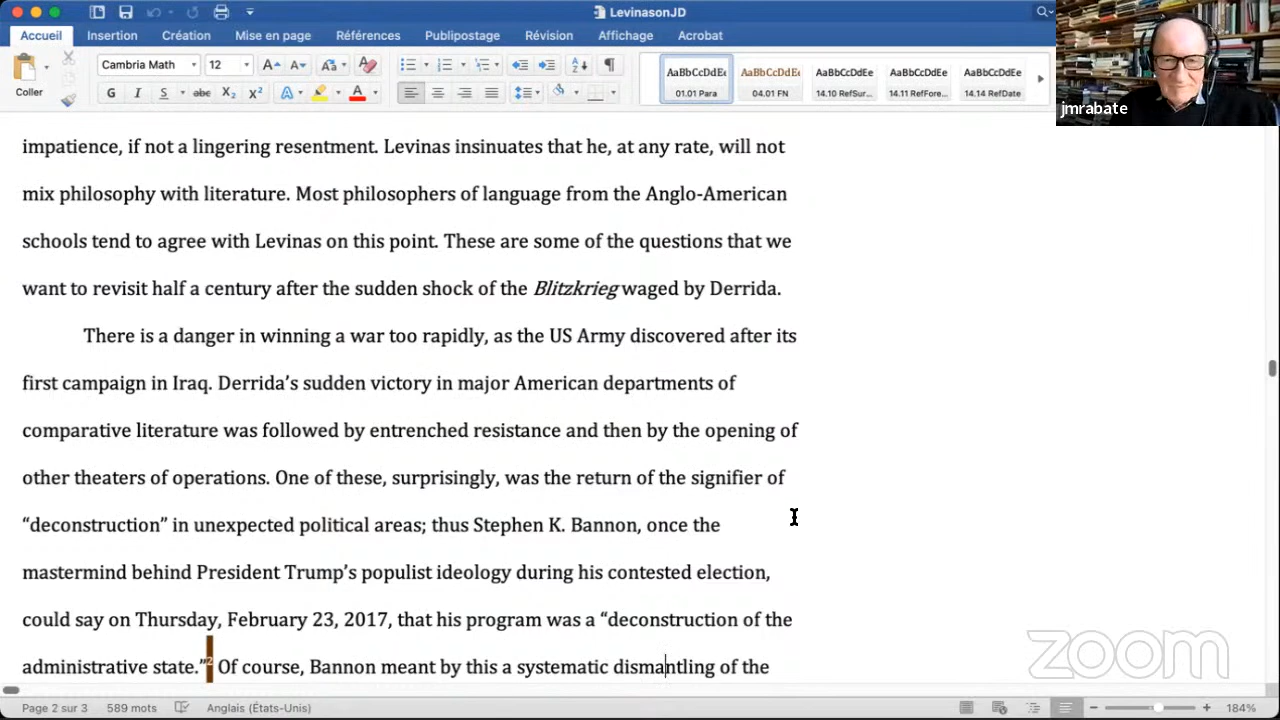 LevinasonJD
Accueil Insertion Création Mise en page Références Publipostage Révision Affichage Acrobat
Coller
Cambria Math 12
G I S abc X₂ X² A
AaBbCcDdEe AaBbCcDdEe AaBbCcDdEe AaBbCcDdEe AaBbCcDdEe
01.01 Para 04.01 FN 14.10 RefSur... 14.11 RefFore... 14.14 RefDate
jmrabate
impatience, if not a lingering resentment. Levinas insinuates that he, at any rate, will not
mix philosophy with literature. Most philosophers of language from the Anglo-American
schools tend to agree with Levinas on this point. These are some of the questions that we
want to revisit half a century after the sudden shock of the Blitzkrieg waged by Derrida.
There is a danger in winning a war too rapidly, as the US Army discovered after its
first campaign in Iraq. Derrida’s sudden victory in major American departments of
comparative literature was followed by entrenched resistance and then by the opening of
other theaters of operations. One of these, surprisingly, was the return of the signifier of
“deconstruction” in unexpected political areas; thus Stephen K. Bannon, once the
mastermind behind President Trump’s populist ideology during his contested election,
could say on Thursday, February 23, 2017, that his program was a “deconstruction of the
administrative state.”2 Of course, Bannon meant by this a systematic dismantling of the
zoom
Page 2 sur 3 589 mots Anglais (États-Unis) 184%